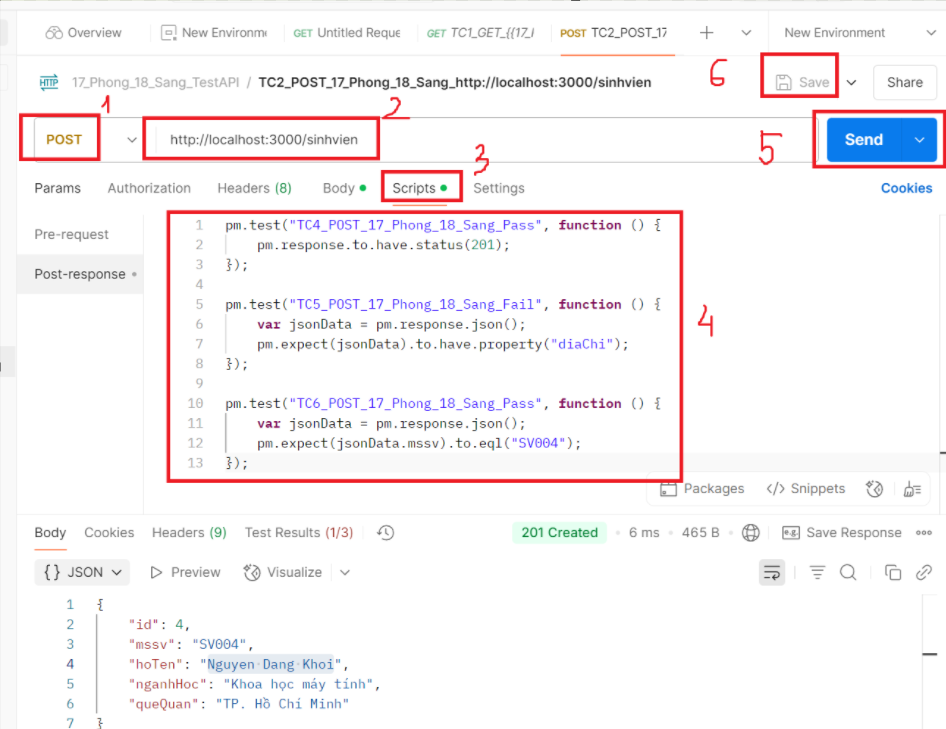 Overview New Environme GET Untitled Reque GET TC1_GET_{{17_I POST TC2_POST_17 New Environment
HTTP 17_Phong_18_Sang_TestAPI / TC2_POST_17_Phong_18_Sang_http://localhost:3000/sinhvien 6 Save Share
1 2
POST http://localhost:3000/sinhvien 5 Send
3
Params Authorization Headers (8) Body Scripts Settings Cookies
Pre-request
Post-response
1 pm.test("TC4_POST_17_Phong_18_Sang_Pass", function () {
2 pm.response.to.have.status(201);
3 });
4
5 pm.test("TC5_POST_17_Phong_18_Sang_Fail", function () {
6 var jsonData = pm.response.json();
7 pm.expect(jsonData).to.have.property("diaChi");
8 });
9
10 pm.test("TC6_POST_17_Phong_18_Sang_Pass", function () {
11 var jsonData = pm.response.json();
12 pm.expect(jsonData.mssv).to.eql("SV004");
13 });
4
Packages </> Snippets
Body Cookies Headers (9) Test Results (1/3) 201 Created 6 ms 465 B e.g. Save Response
{} JSON Preview Visualize
1 {
2 "id": 4,
3 "mssv": "SV004",
4 "hoTen": "Nguyen Dang Khoi",
5 "nganhHoc": "Khoa học máy tính",
6 "queQuan": "TP. Hồ Chí Minh"
7 }